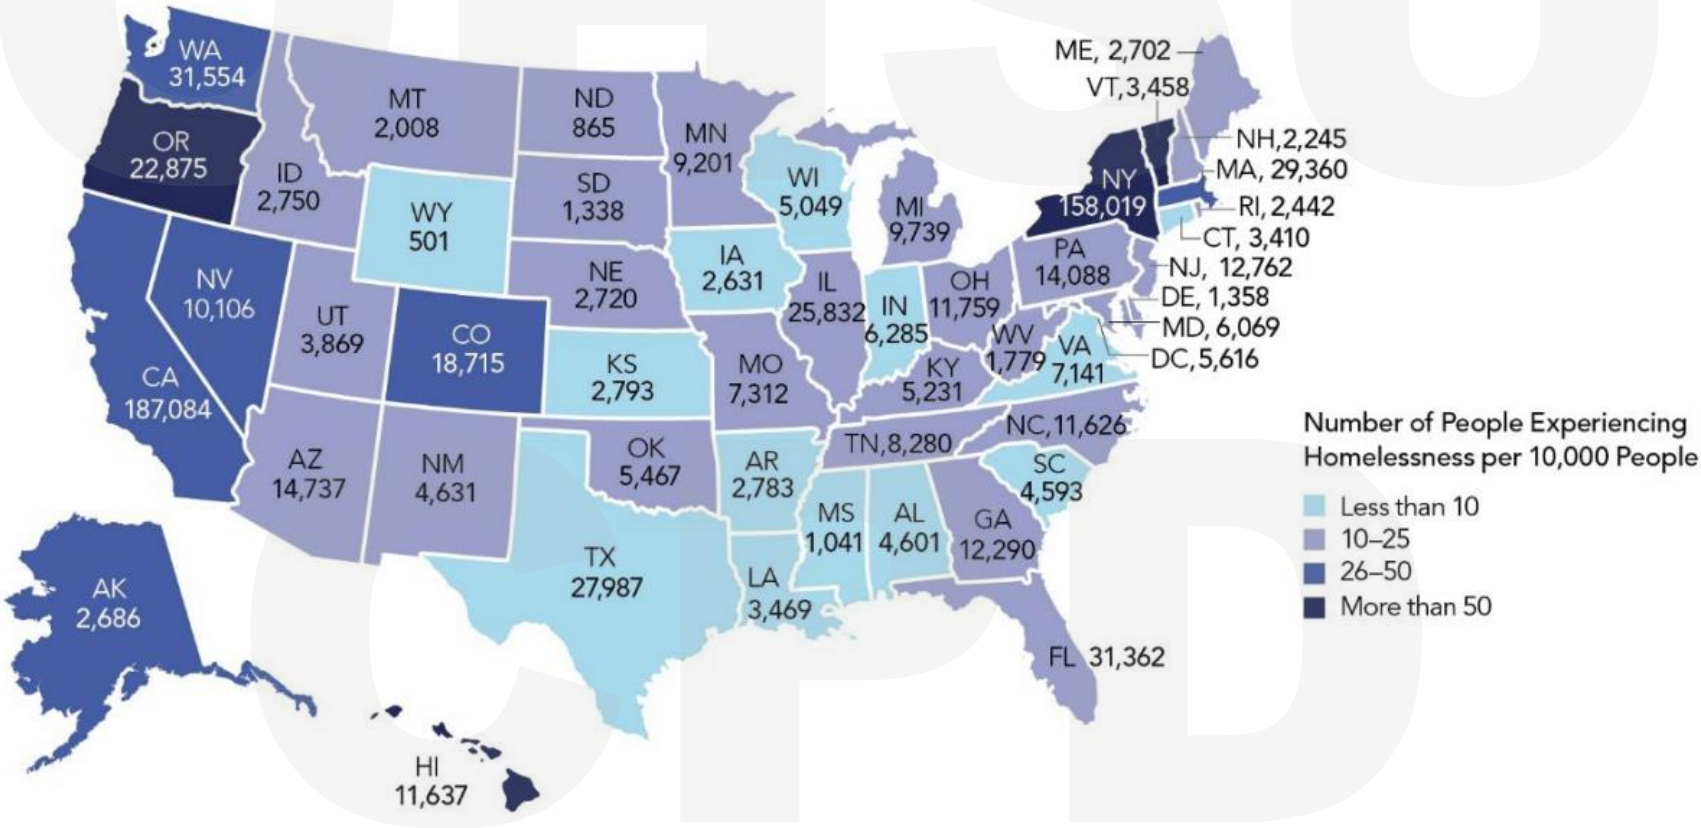 WA
31,554
OR
22,875
CA
187,084
NV
10,106
ID
2,750
MT
2,008
WY
501
UT
3,869
CO
18,715
AZ
14,737
NM
4,631
ND
865
SD
1,338
NE
2,720
KS
2,793
OK
5,467
TX
27,987
MN
9,201
IA
2,631
MO
7,312
AR
2,783
LA
3,469
WI
5,049
IL
25,832
MI
9,739
IN
6,285
OH
11,759
KY
5,231
TN, 8,280
MS
1,041
AL
4,601
GA
12,290
FL 31,362
SC
4,593
NC, 11,626
VA
7,141
WV
1,779
PA
14,088
NY
158,019
ME, 2,702
VT, 3,458
NH, 2,245
MA, 29,360
RI, 2,442
CT, 3,410
NJ, 12,762
DE, 1,358
MD, 6,069
DC, 5,616
AK
2,686
HI
11,637
Number of People Experiencing
Homelessness per 10,000 People
Less than 10
10–25
26–50
More than 50
CPD